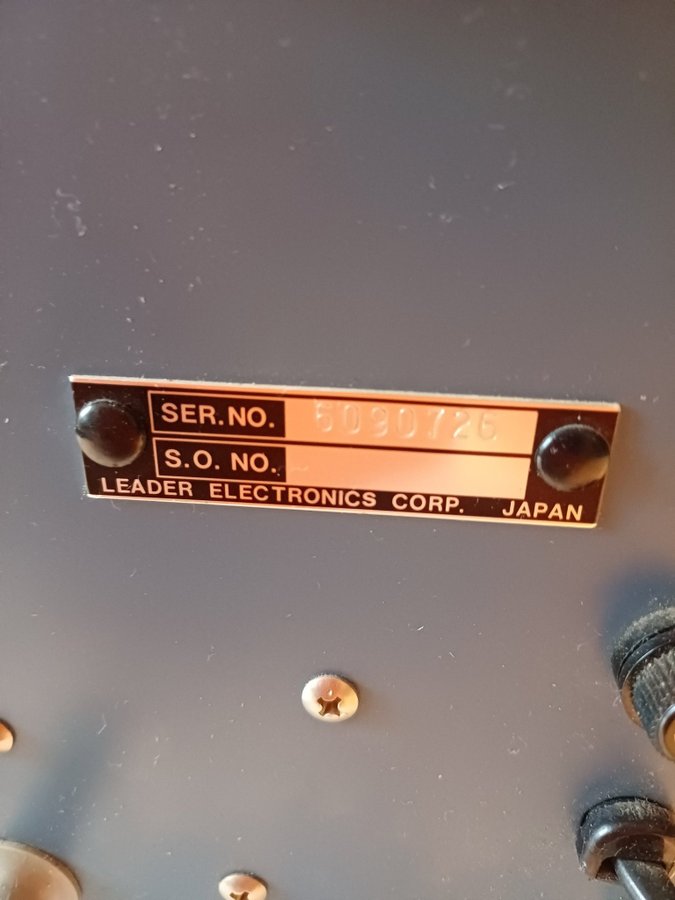 SER. NO. 6090726
S.O. NO.
LEADER ELECTRONICS CORP. JAPAN